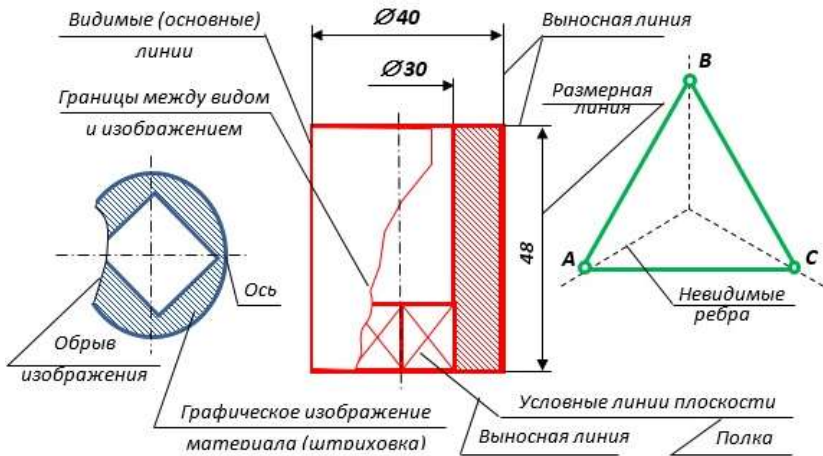 Видимые (основные)
линии
Ø40
Выносная линия
Ø30
B
Границы между видом
и изображением
Размерная
линия
48
A
C
Ось
Невидимые
ребра
Обрыв
изображения
Условные линии плоскости
Графическое изображение
материала (штриховка)
Выносная линия
Полка